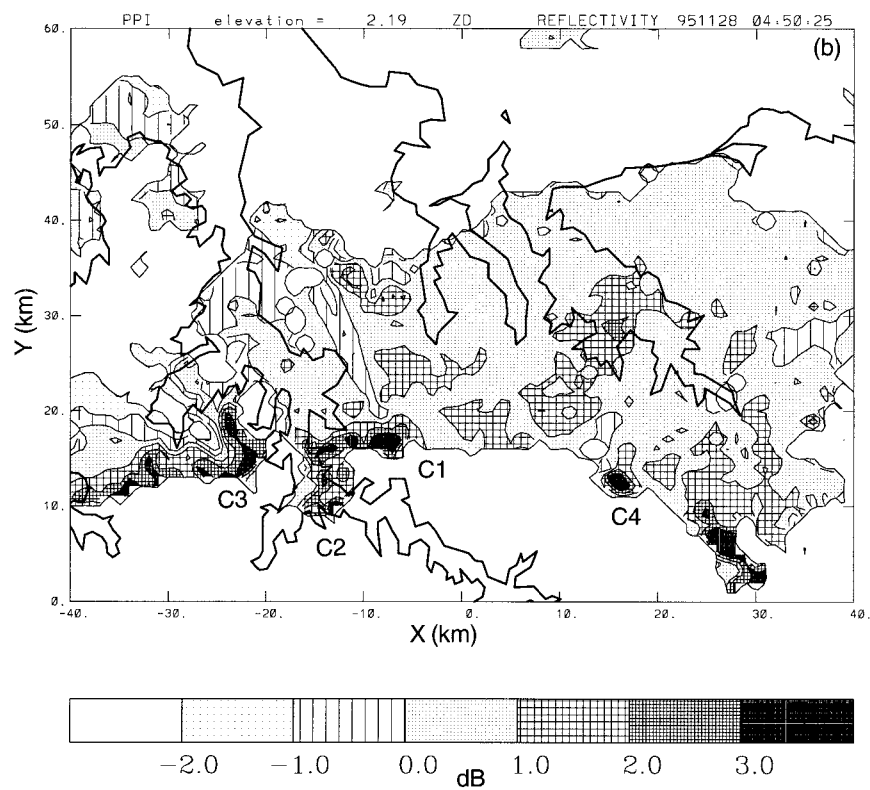 PPI elevation = 2.19 ZD REFLECTIVITY 951128 04:50:25
(b)
60.
50.
40.
30.
20.
10.
0.
Y (km)
C1
C2
C3
C4
-40. -30. -20. -10. 0. 10. 20. 30. 40.
X (km)
-2.0 -1.0 0.0 1.0 2.0 3.0
dB